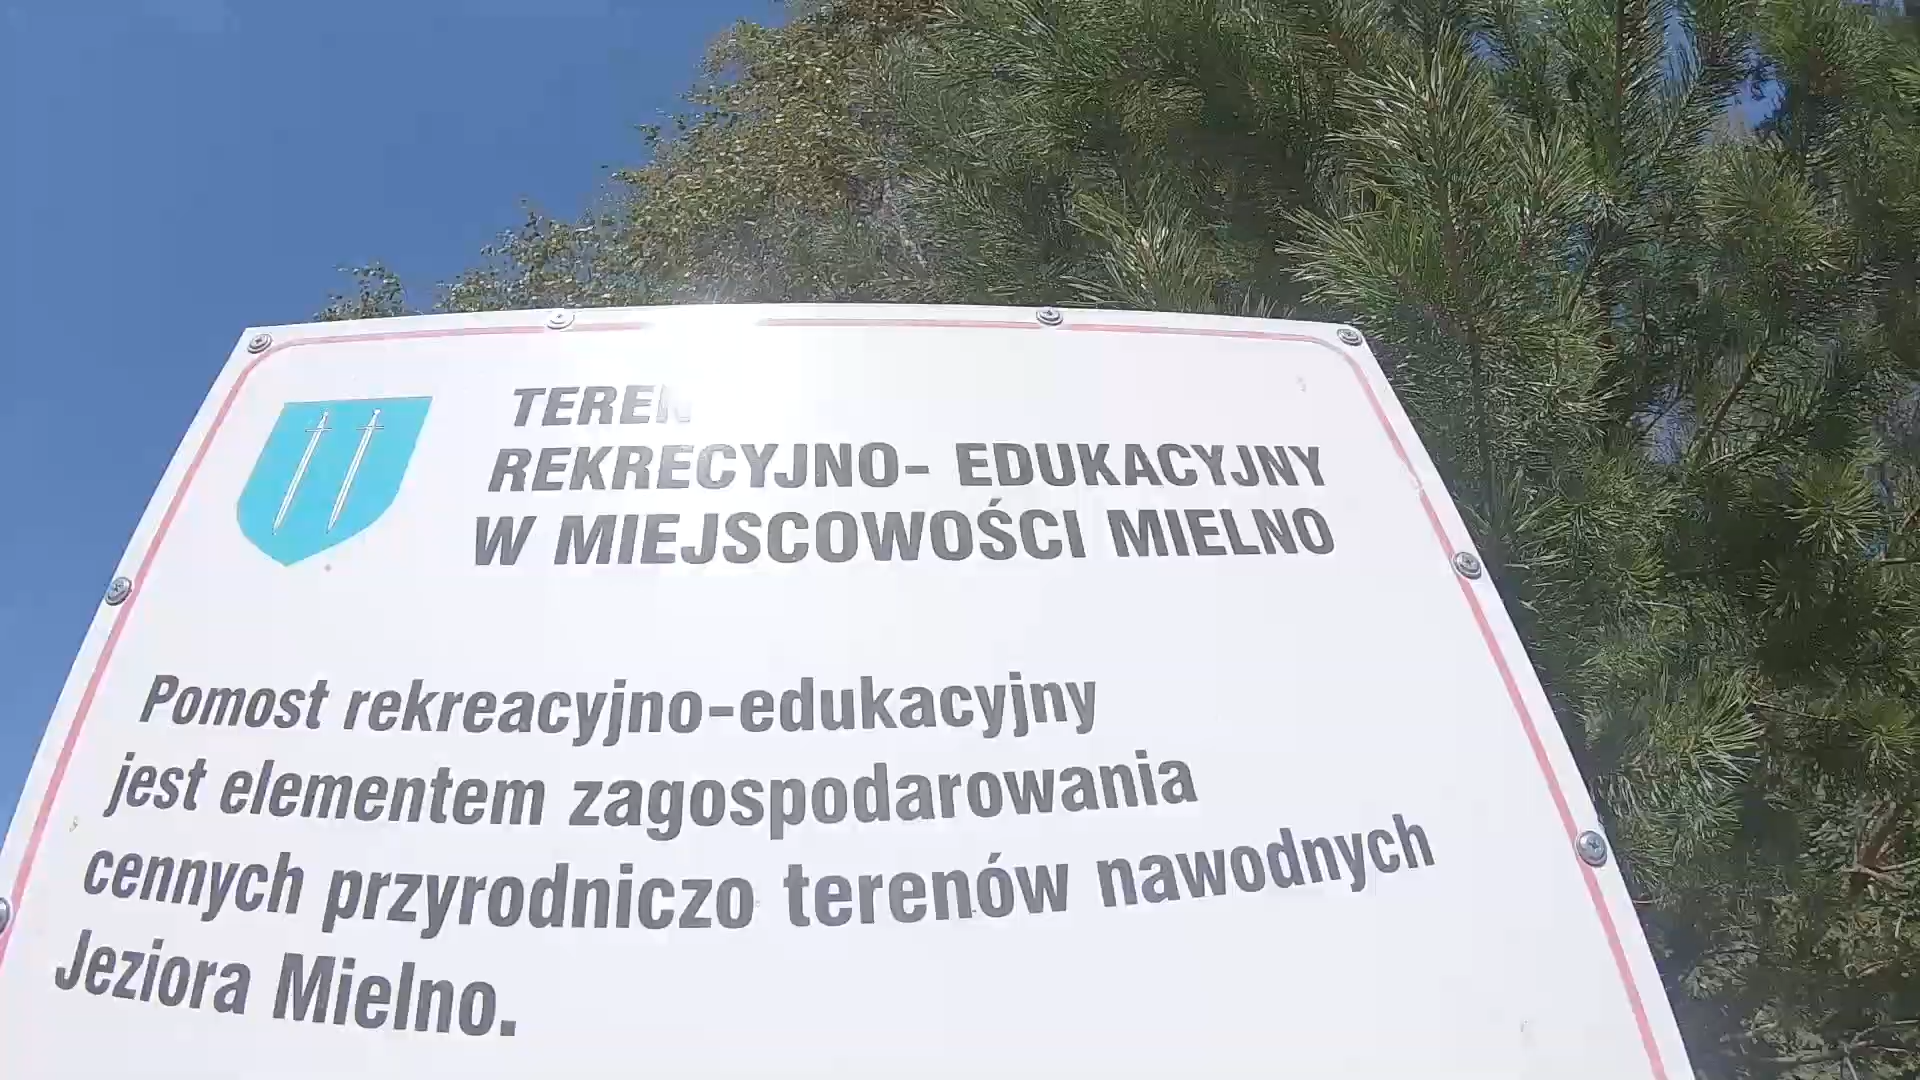 TEREN
REKRECYJNO- EDUKACYJNY
W MIEJSCOWOŚCI MIELNO
Pomost rekreacyjno-edukacyjny
jest elementem zagospodarowania
cennych przyrodniczo terenów nawodnych
Jeziora Mielno.